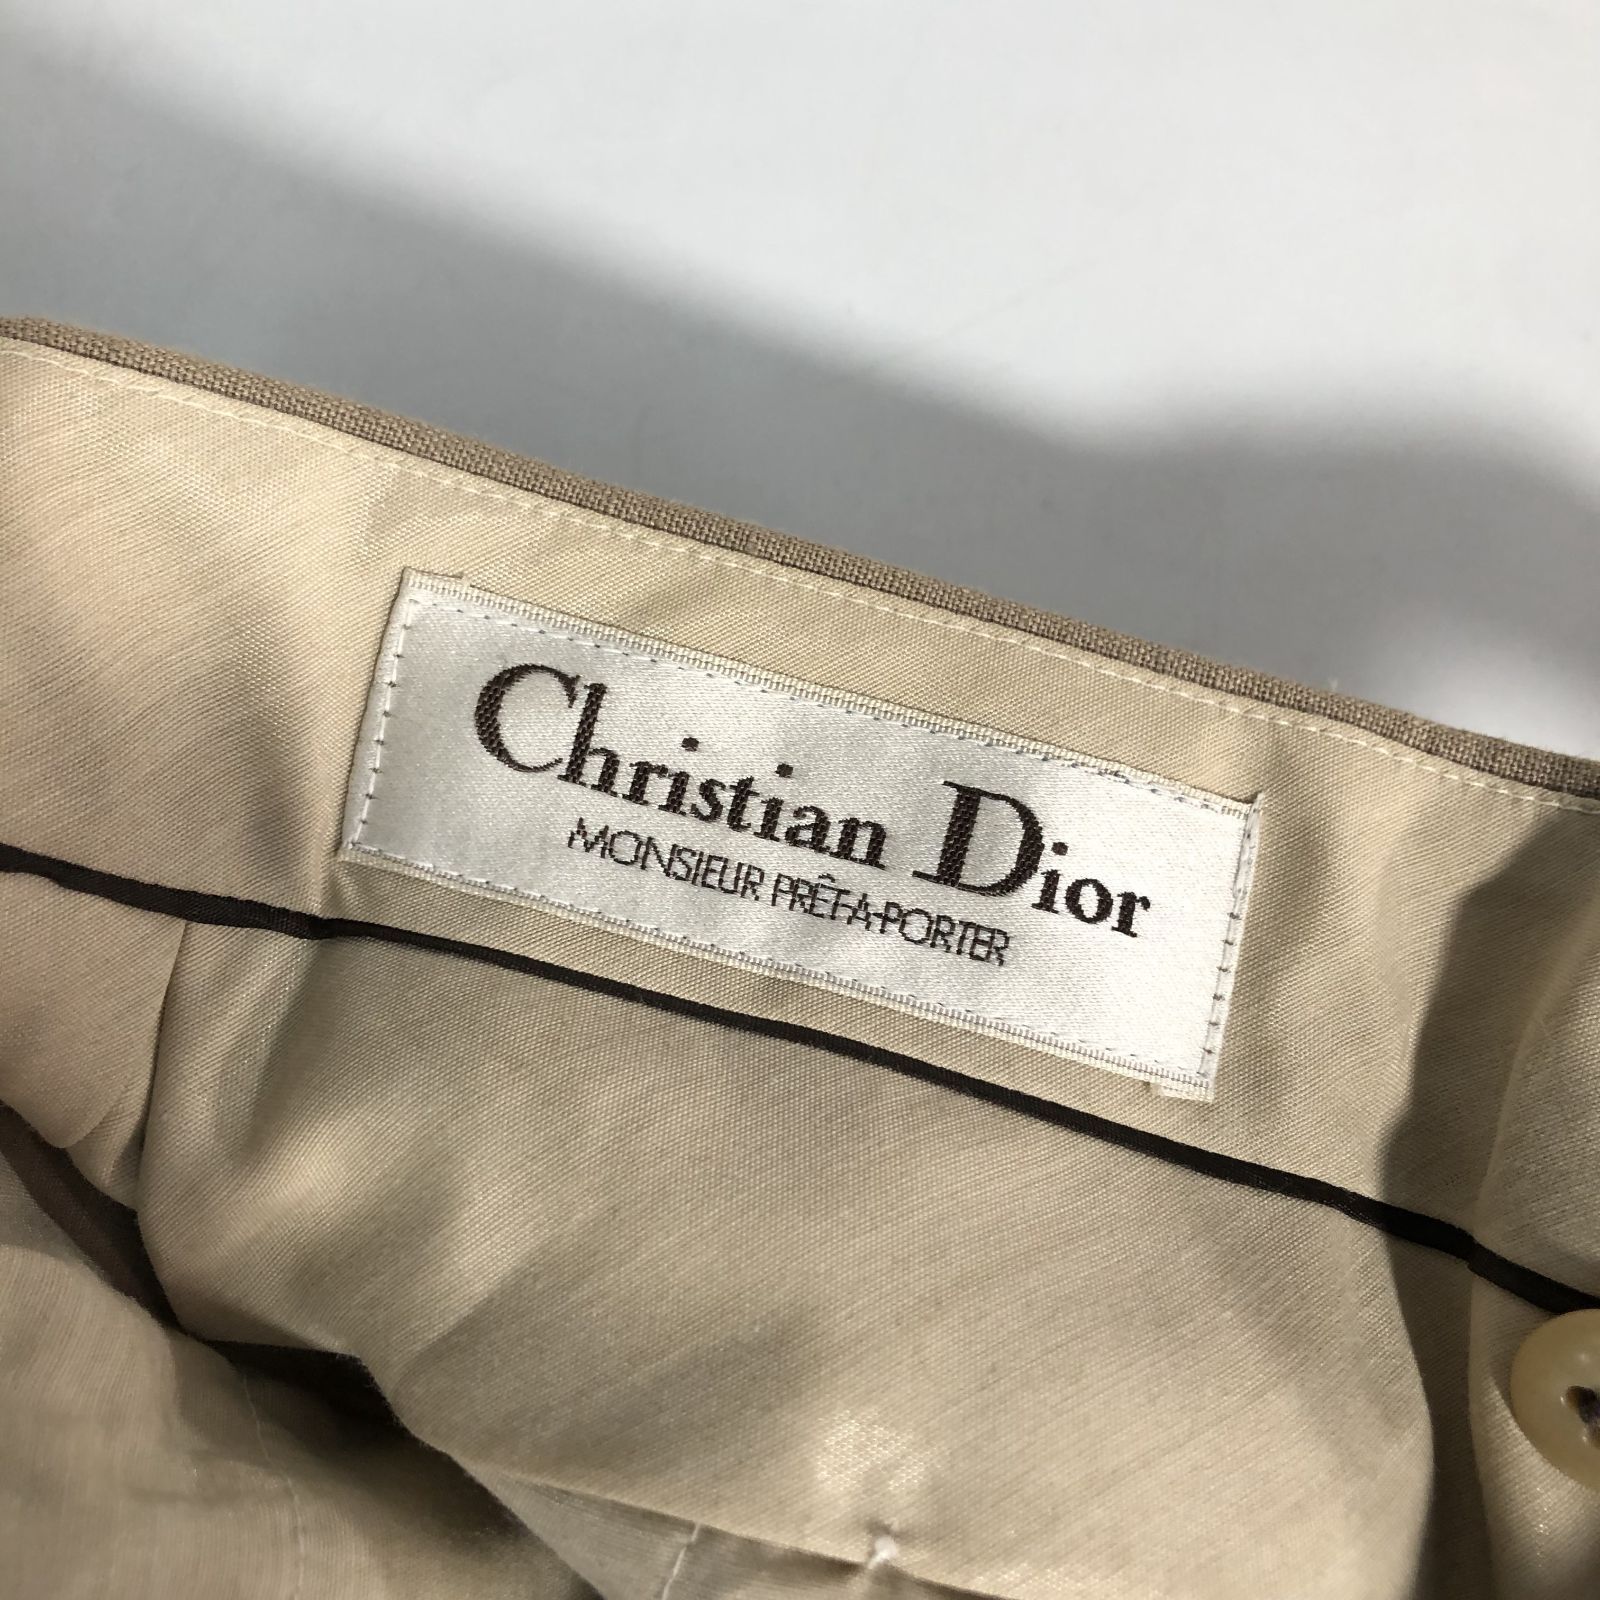 Christian Dior
MONSIEUR PRÊT-A-PORTER